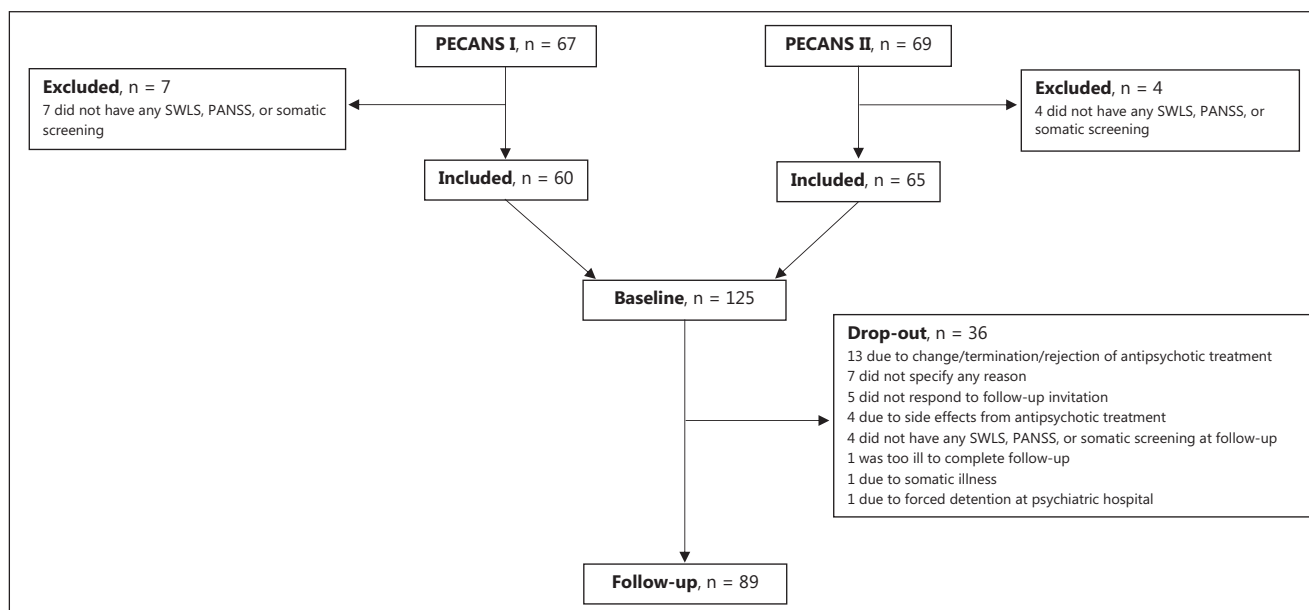 PECANS I, n = 67
PECANS II, n = 69
Excluded, n = 7
7 did not have any SWLS, PANSS, or somatic
screening
Excluded, n = 4
4 did not have any SWLS, PANSS, or
somatic screening
Included, n = 60
Included, n = 65
Baseline, n = 125
Drop-out, n = 36
13 due to change/termination/rejection of antipsychotic treatment
7 did not specify any reason
5 did not respond to follow-up invitation
4 due to side effects from antipsychotic treatment
4 did not have any SWLS, PANSS, or somatic screening at follow-up
1 was too ill to complete follow-up
1 due to somatic illness
1 due to forced detention at psychiatric hospital
Follow-up, n = 89